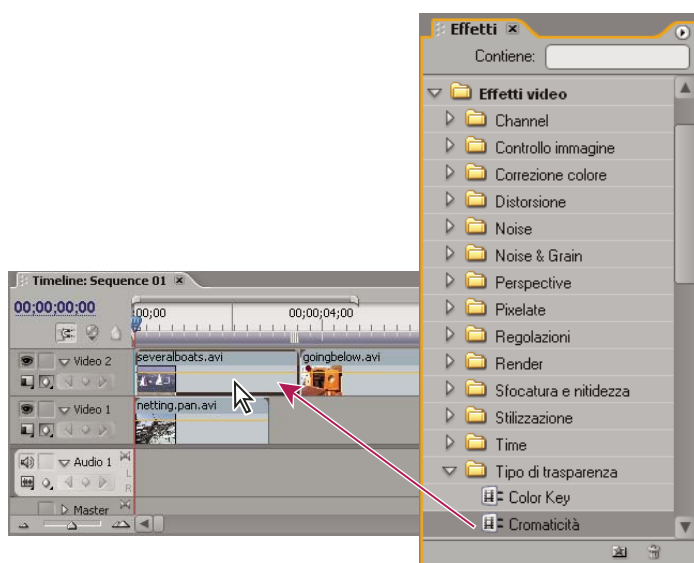 Effetti
Contiene:
Effetti video
Channel
Controllo immagine
Correzione colore
Distorsione
Noise
Noise & Grain
Perspective
Pixelate
Regolazioni
Render
Sfocatura e nitidezza
Stilizzazione
Time
Tipo di trasparenza
Color Key
Cromaticità
Timeline: Sequence 01
00;00;00;00
;00;00
00;00;04;00
Video 2
severalboats.avi
goingbelow.avi
Video 1
netting.pan.avi
Audio 1
L
R
Master